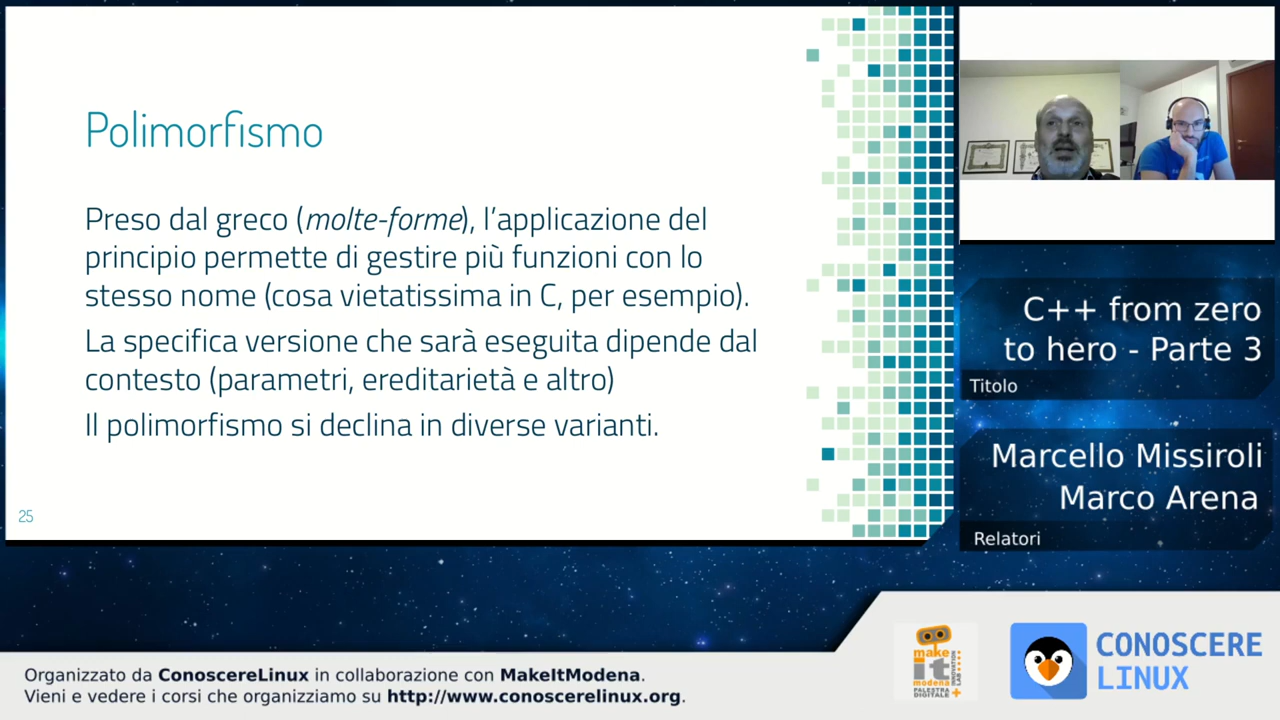 Polimorfismo
Preso dal greco (molte-forme), l'applicazione del
principio permette di gestire più funzioni con lo
stesso nome (cosa vietatissima in C, per esempio).
La specifica versione che sarà eseguita dipende dal
contesto (parametri, ereditarietà e altro)
Il polimorfismo si declina in diverse varianti.
25
C++ from zero
to hero - Parte 3
Titolo
Marcello Missiroli
Marco Arena
Relatori
make
it
modena
PALESTRA
DIGITALE
INNOVATION
LAB
CONOSCERE
LINUX
Organizzato da ConoscereLinux in collaborazione con MakeItModena.
Vieni e vedere i corsi che organizziamo su http://www.conoscerelinux.org.